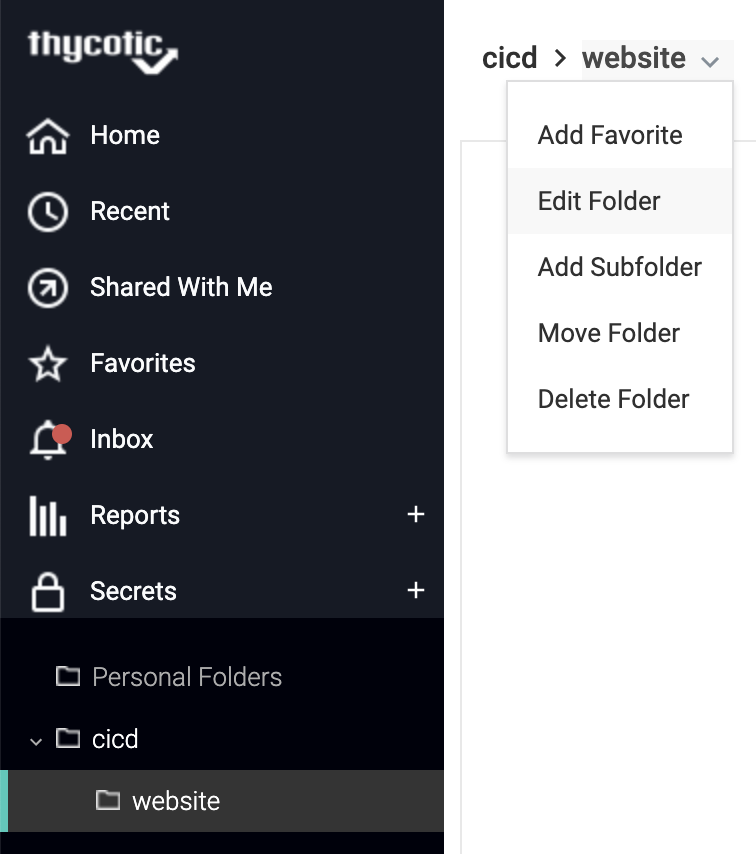 thycotic
Home
Recent
Shared With Me
Favorites
Inbox
Reports +
Secrets +
Personal Folders
cicd
website
cicd > website
Add Favorite
Edit Folder
Add Subfolder
Move Folder
Delete Folder